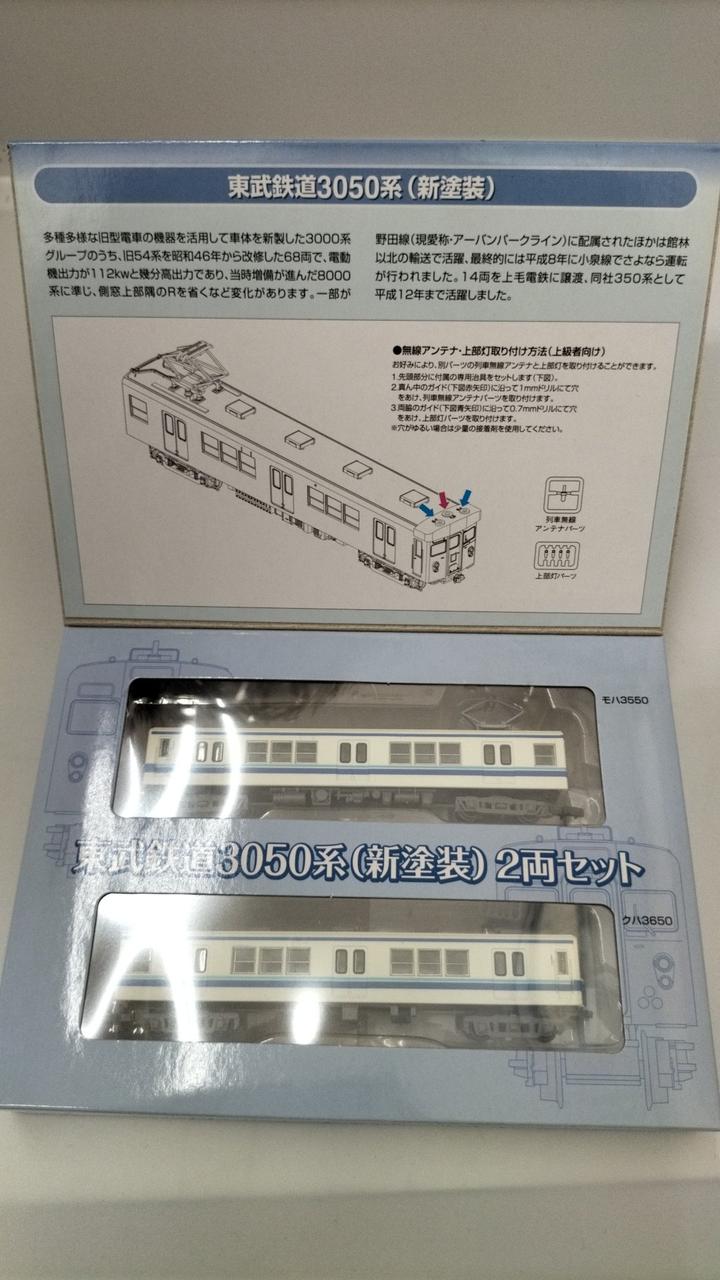 東武鉄道3050系(新塗装)
多種多様な旧型電車の機器を活用して車体を新製した3000系
グループのうち、旧54系を昭和46年から改修した68両で、電動
機出力が112kwと幾分高出力であり、当時増備が進んだ8000
系に準じ、側窓上部隅のRを省くなど変化があります。一部が
野田線(現愛称・アーバンパークライン)に配属されたほかは館林
以北の輸送で活躍、最終的には平成8年に小泉線でさよなら運転
が行われました。14両を上毛電鉄に譲渡、同社350系として
平成12年まで活躍しました。
●無線アンテナ・上部灯取り付け方法(上級者向け)
お好みにより、別パーツの列車無線アンテナと上部灯を取り付けることができます。
1.先頭部分に付属の専用治具をセットします(下図)。
2.真ん中のガイド(下図赤矢印)に沿って1mmドリルにて穴
をあけ、列車無線アンテナパーツを取り付けます。
3.両脇のガイド(下図青矢印)に沿って0.7mmドリルにて穴
をあけ、上部灯パーツを取り付けます。
※穴がゆるい場合は少量の接着剤を使用してください。
列車無線
アンテナパーツ
上部灯パーツ
モハ3550
東武鉄道3050系(新塗装) 2両セット
クハ3650